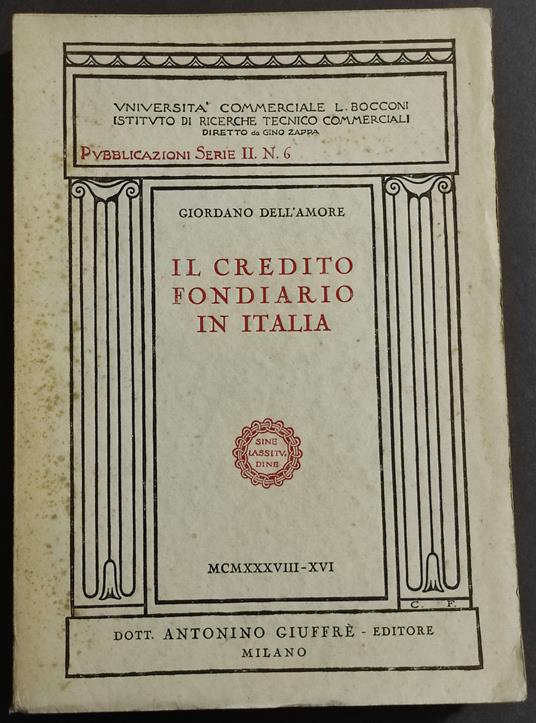 VNIVERSITA' COMMERCIALE L. BOCCONI
ISTITVTO DI RICERCHE TECNICO COMMERCIALI
DIRETTO da GINO ZAPPA
PVBBLICAZIONI SERIE II. N. 6
GIORDANO DELL'AMORE
IL CREDITO
FONDIARIO
IN ITALIA
SINE
LASSITV
DINE
MCMXXXVIII-XVI
C. F.
DOTT. ANTONINO GIUFFRÈ - EDITORE
MILANO